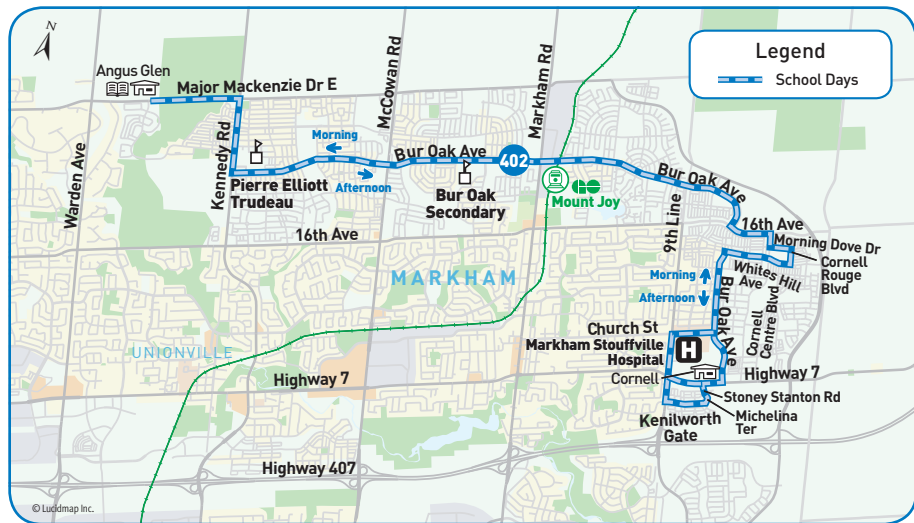 N
Legend
School Days
Angus Glen
Major Mackenzie Dr E
McCowan Rd
Markham Rd
Warden Ave
Kennedy Rd
Morning
Afternoon
Bur Oak Ave
402
Pierre Elliott
Trudeau
Bur Oak
Secondary
Mount Joy
Bur Oak Ave
16th Ave
16th Ave
9th Line
Morning Dove Dr
Cornell
Rouge
Blvd
Whites Hill
Ave
Morning
Afternoon
Bur Oak Ave
Cornell
Centre Blvd
MARKHAM
UNIONVILLE
Church St
Markham Stouffville
Hospital
H
Cornell
Highway 7
Highway 7
Stoney Stanton Rd
Michelina
Ter
Kenilworth
Gate
Highway 407
© Lucidmap Inc.